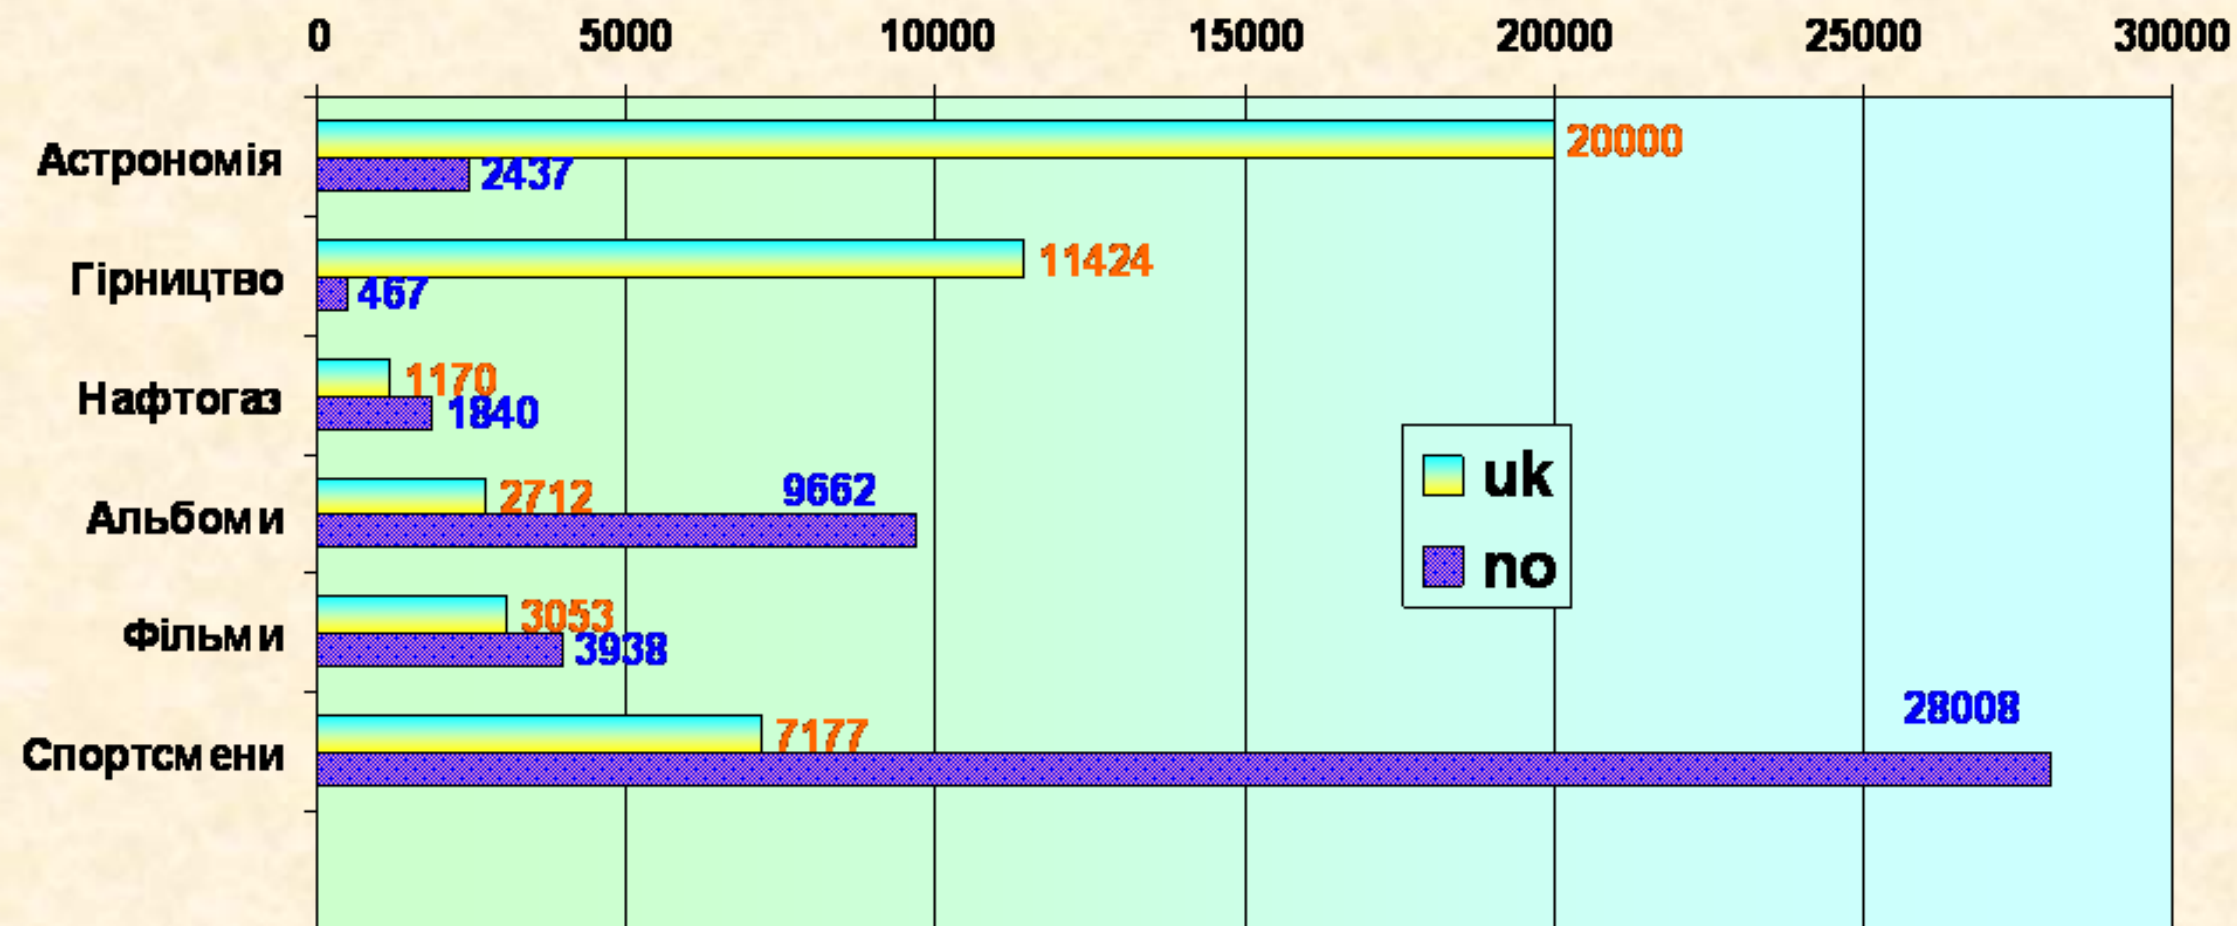 0 5000 10000 15000 20000 25000 30000
Астрономія 20000
2437
Гірництво 11424
467
Нафтогаз 1170
1840
Альбоми 2712 9662
Фільми 3053
3938
Спортсмени 7177 28008
uk
no